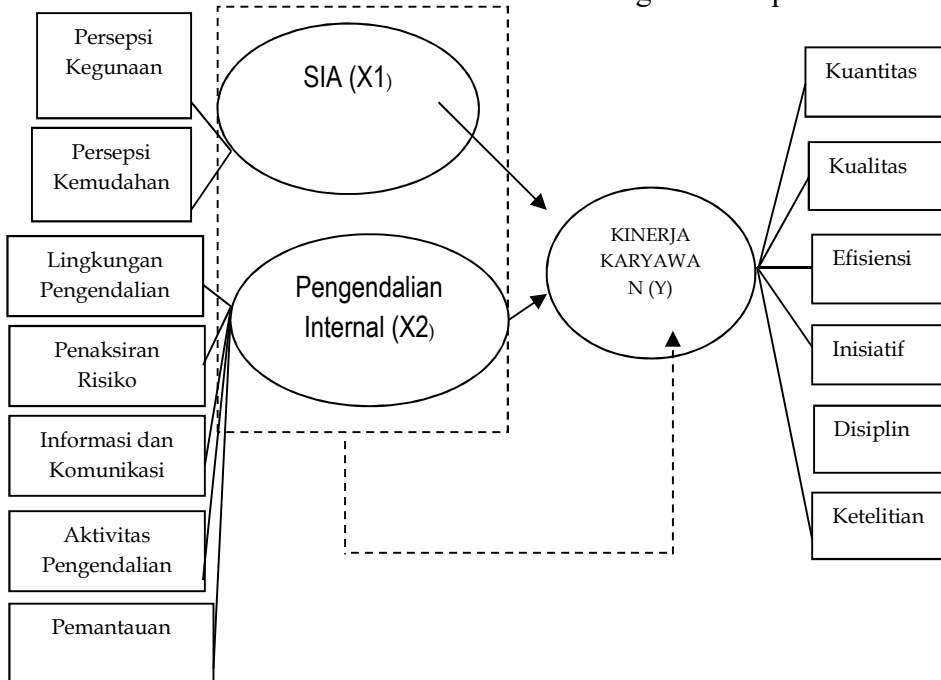 Persepsi
Kegunaan
Persepsi
Kemudahan
Lingkungan
Pengendalian
Penaksiran
Risiko
Informasi dan
Komunikasi
Aktivitas
Pengendalian
Pemantauan
SIA (X1)
Pengendalian
Internal (X2)
KINERJA
KARYAWA
N (Y)
Kuantitas
Kualitas
Efisiensi
Inisiatif
Disiplin
Ketelitian